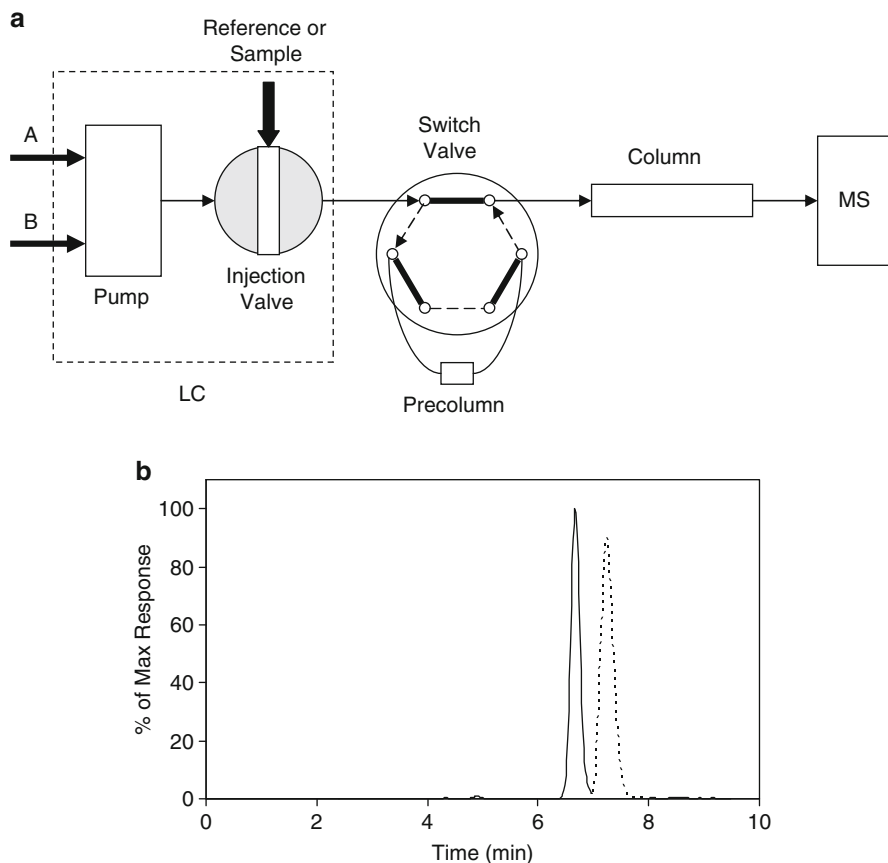 a
Reference or
Sample
A
B
Pump
Injection
Valve
LC
Switch
Valve
Precolumn
Column
MS
b
% of Max Response
100
80
60
40
20
0
0 2 4 6 8 10
Time (min)